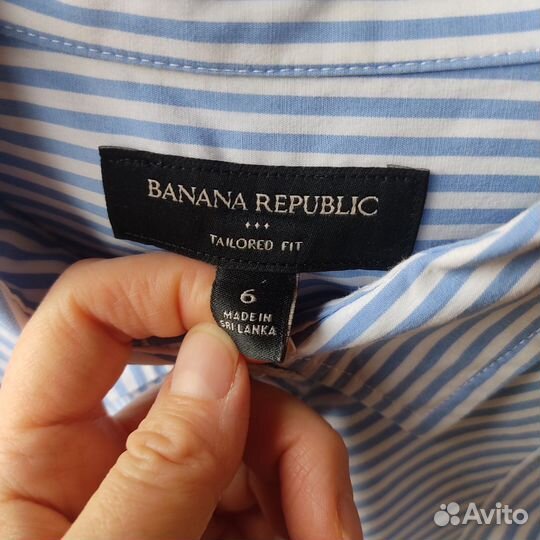 BANANA REPUBLIC
TAILORED FIT
6
MADE IN
SRI LANKA
Avito